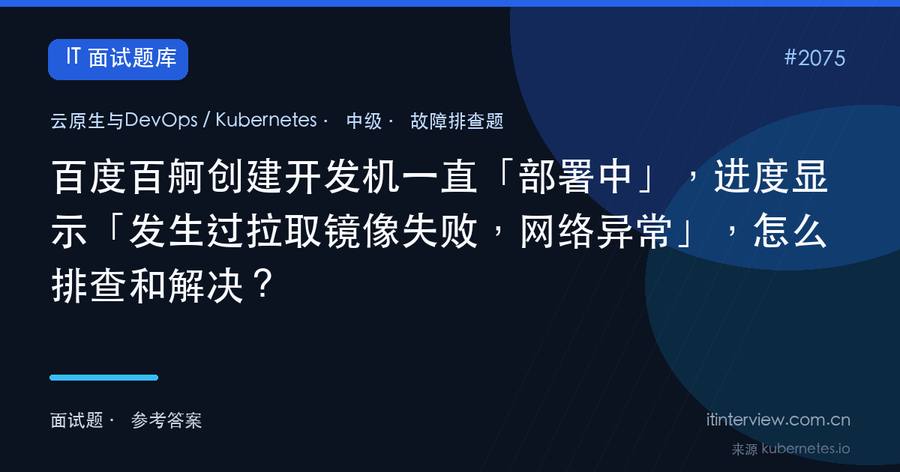 IT 面试题库
#2075
云原生与DevOps / Kubernetes · 中级 · 故障排查题
百度百舸创建开发机一直「部署中」，进度显
示「发生过拉取镜像失败，网络异常」，怎么
排查和解决？
面试题 · 参考答案
itinterview.com.cn
来源 kubernetes.io